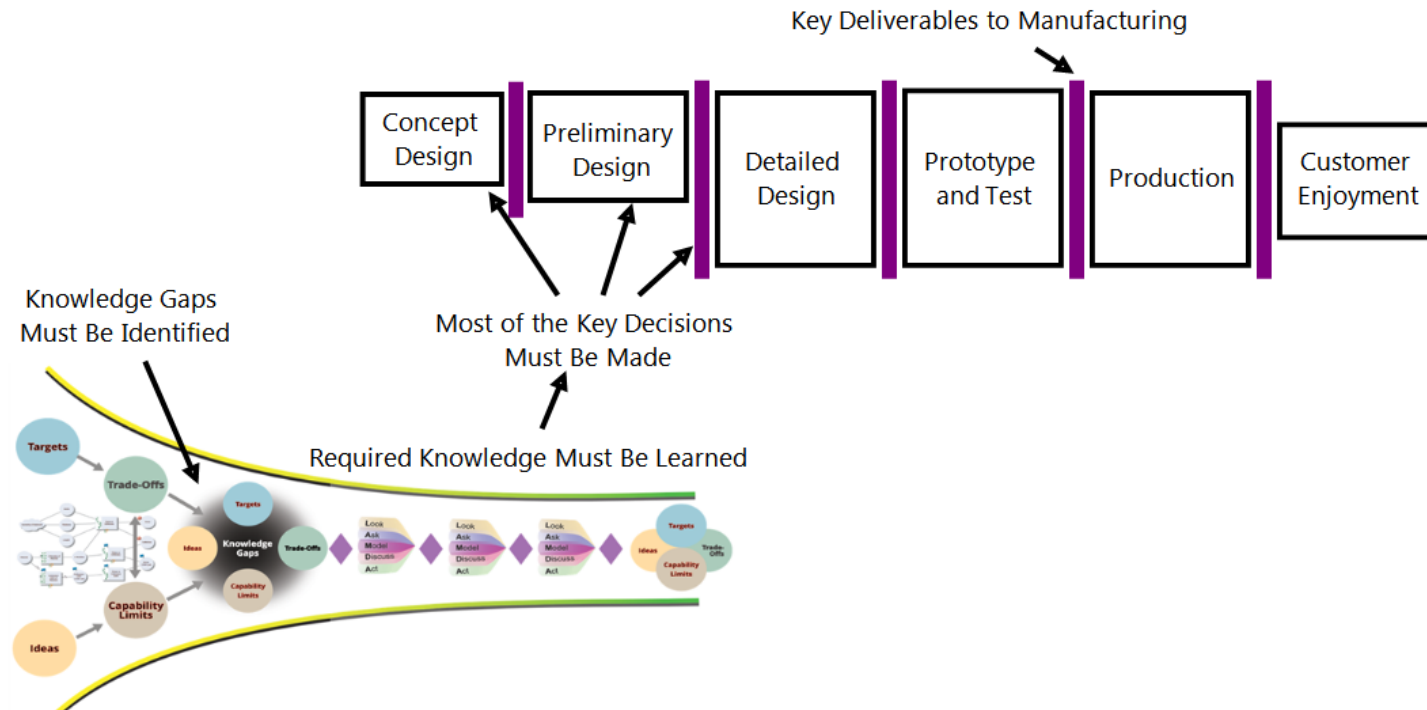 Key Deliverables to Manufacturing
Concept
Design
Preliminary
Design
Detailed
Design
Prototype
and Test
Production
Customer
Enjoyment
Knowledge Gaps
Must Be Identified
Most of the Key Decisions
Must Be Made
Required Knowledge Must Be Learned
Targets
Trade-Offs
Capability
Limits
Ideas
Targets
Ideas
Knowledge
Gaps
Trade-Offs
Capability
Limits
Look
Ask
Model
Discuss
Act
Look
Ask
Model
Discuss
Act
Look
Ask
Model
Discuss
Act
Targets
Ideas
Trade-
Offs
Capability
Limits